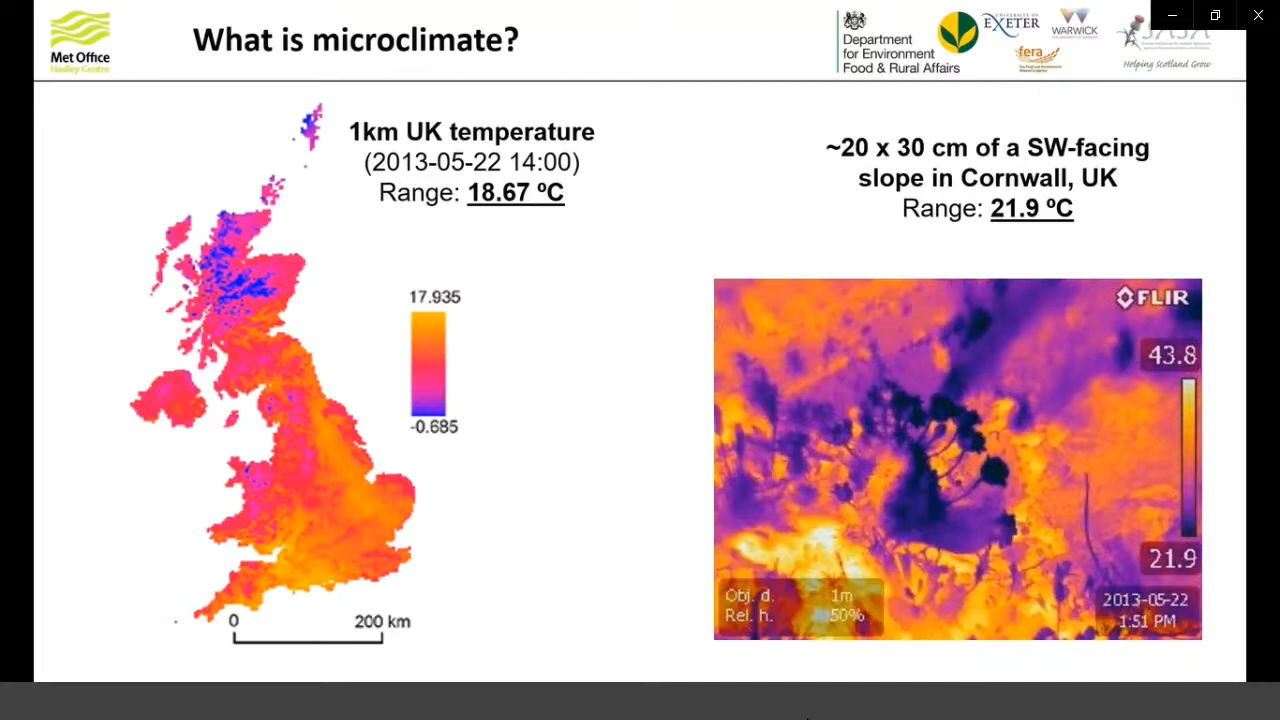 What is microclimate?
Met Office
Hadley Centre
Department
for Environment
Food & Rural Affairs
UNIVERSITY OF
EXETER
WARWICK
fera
SASA
Helping Scotland Grow
1km UK temperature
(2013-05-22 14:00)
Range: 18.67 ºC
~20 x 30 cm of a SW-facing
slope in Cornwall, UK
Range: 21.9 ºC
17.935
-0.685
0 200 km
FLIR
43.8
21.9
Obj. d. 1m
Rel. h. 50%
2013-05-22
1:51 PM